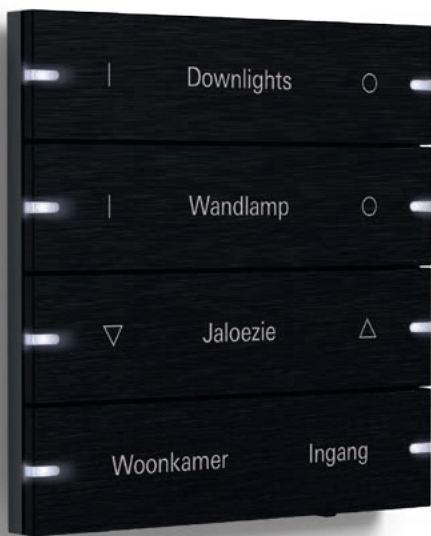 | Downlights O
| Wandlamp O
▽ Jaloezie △
Woonkamer Ingang